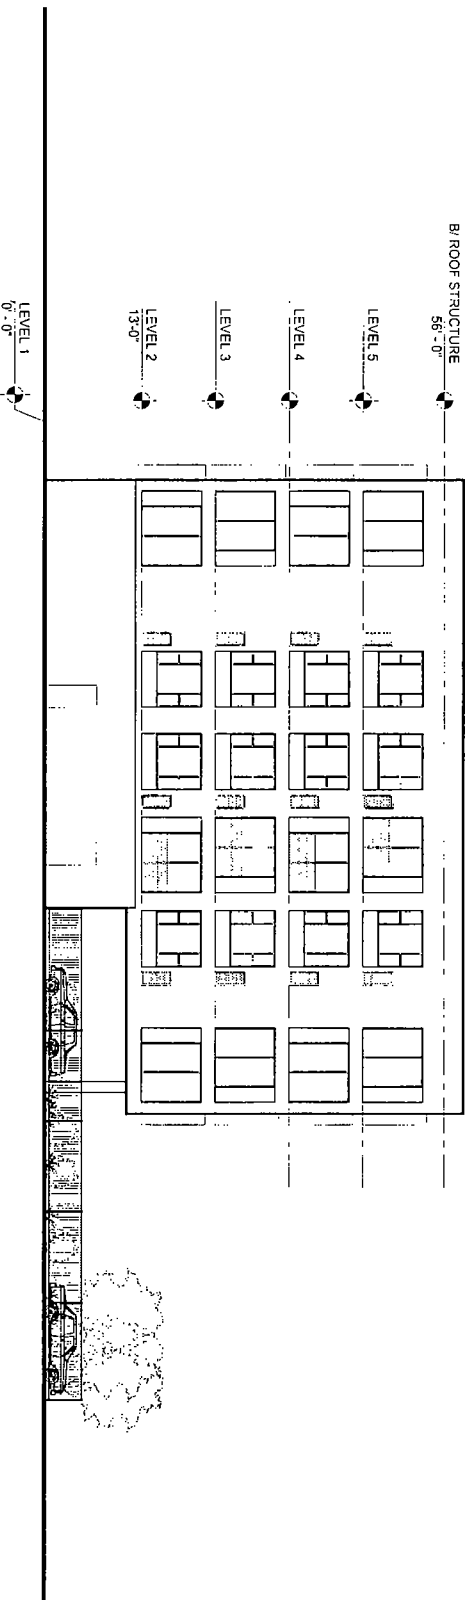 B/ ROOF STRUCTURE
56' - 0"
LEVEL 5
LEVEL 4
LEVEL 3
LEVEL 2
13'-0"
LEVEL 1
0' - 0"